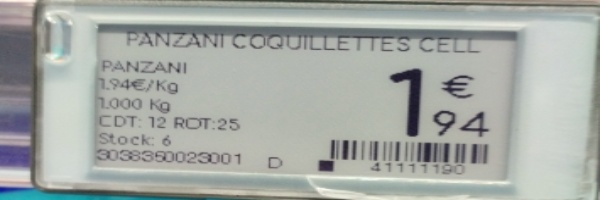 PANZANI COQUILLETTES CELL
PANZANI
1.94€/Kg
1.000 Kg
CDT: 12 ROT:25
Stock: 6
3038350023001 D
1€94
41111190